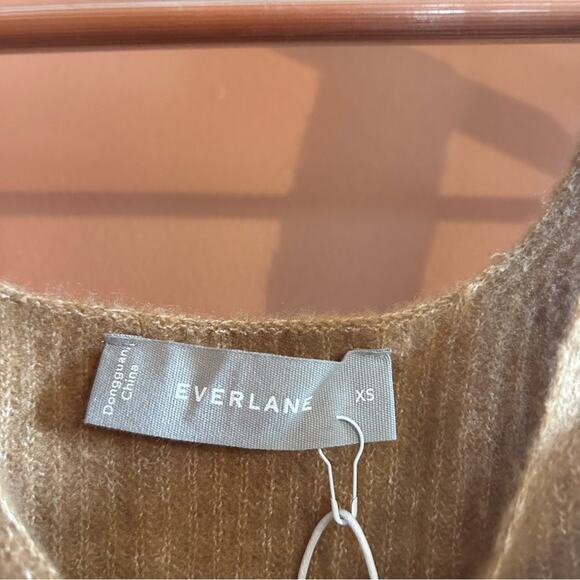 Dongguan,
China
EVERLANE
XS